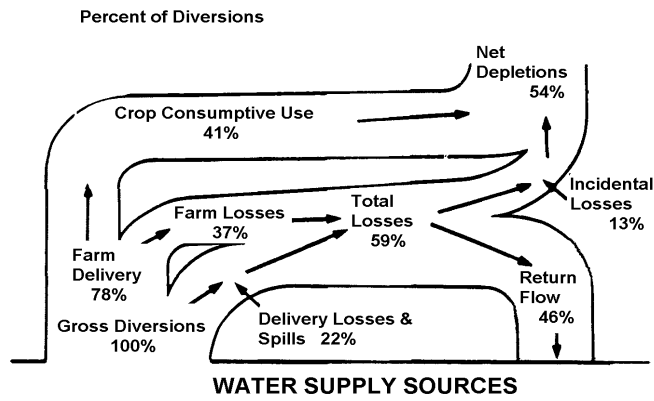 Percent of Diversions
Net
Depletions
54%
Crop Consumptive Use
41%
Incidental
Losses
13%
Total
Losses
59%
Farm Losses
37%
Farm
Delivery
78%
Return
Flow
46%
Gross Diversions
100%
Delivery Losses &
Spills 22%
WATER SUPPLY SOURCES